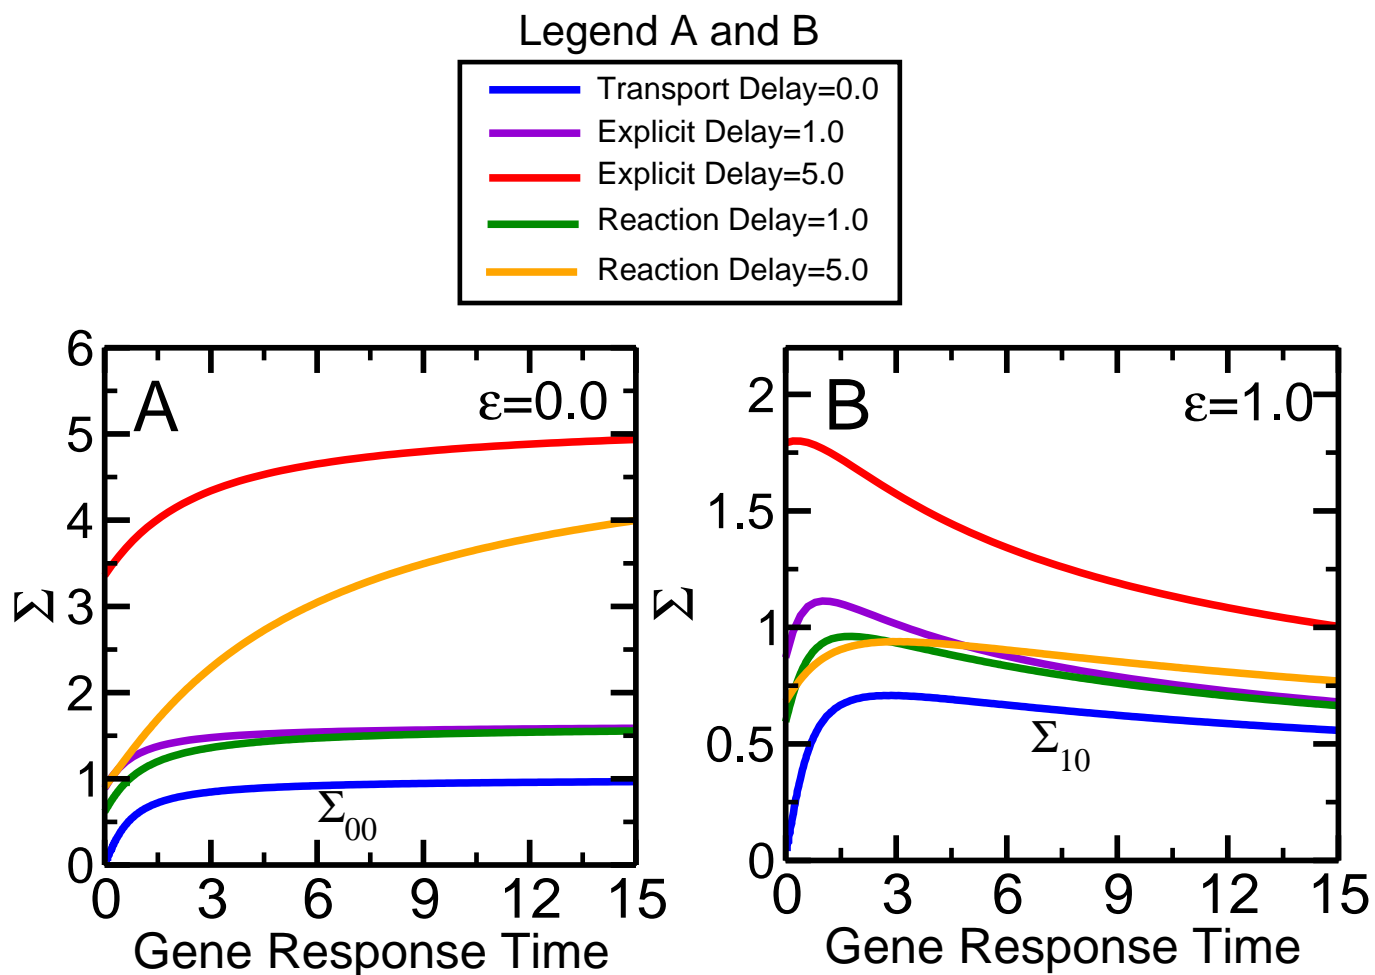 Legend A and B
Transport Delay=0.0
Explicit Delay=1.0
Explicit Delay=5.0
Reaction Delay=1.0
Reaction Delay=5.0
A
ε=0.0
6
5
4
3
2
1
0
Σ
Σ00
0 3 6 9 12 15
Gene Response Time
B
ε=1.0
2
1.5
1
0.5
0
Σ
Σ10
0 3 6 9 12 15
Gene Response Time